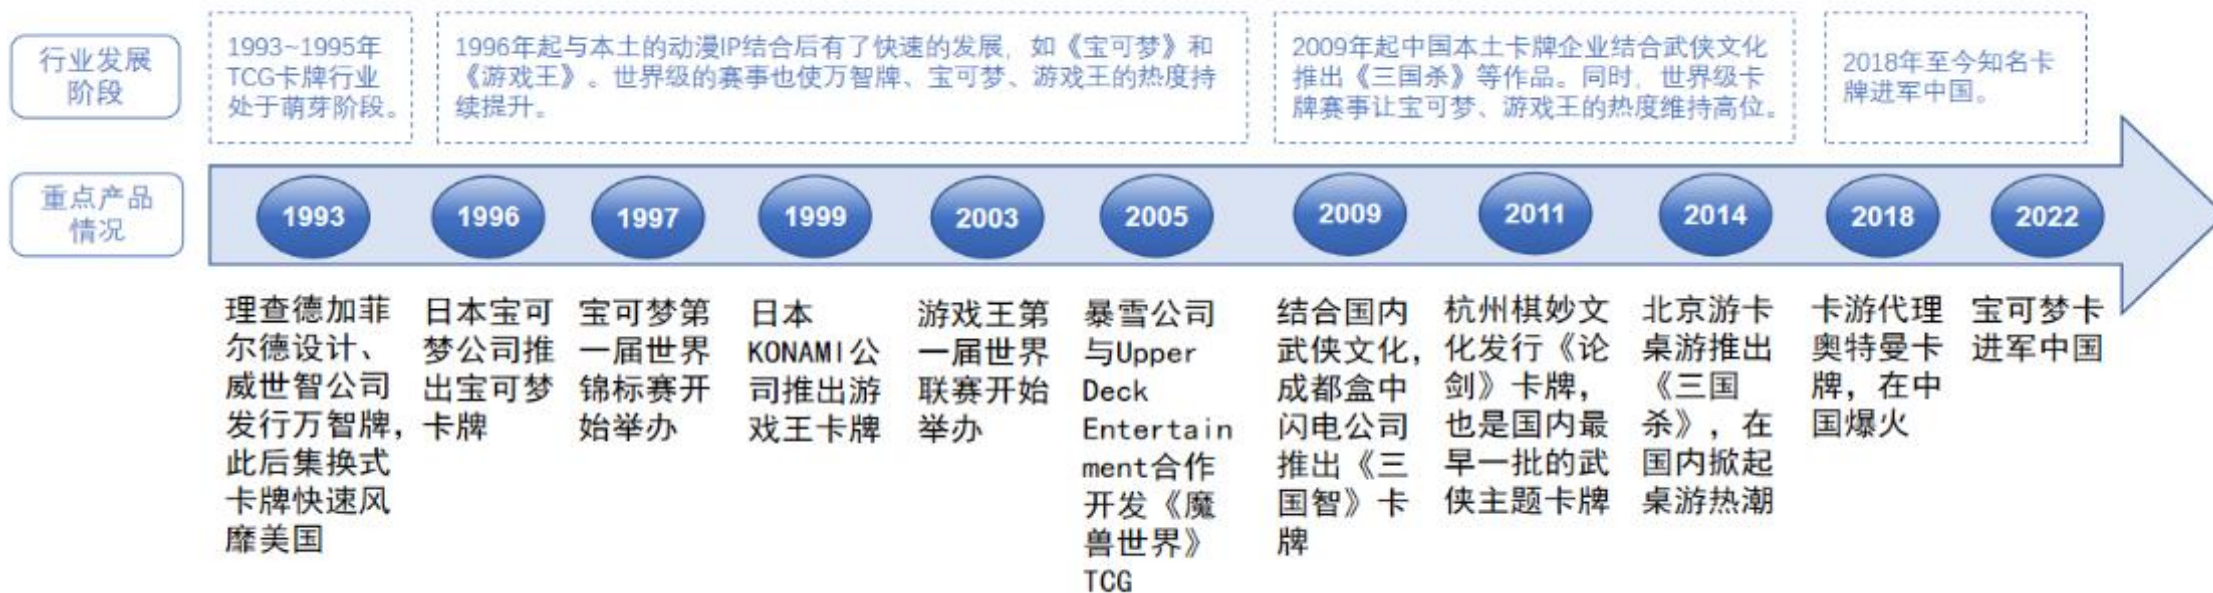 行业发展
阶段
1993~1995年
TCG卡牌行业
处于萌芽阶段。
1996年起与本土的动漫IP结合后有了快速的发展，如《宝可梦》和
《游戏王》。世界级的赛事也使万智牌、宝可梦、游戏王的热度持
续提升。
2009年起中国本土卡牌企业结合武侠文化
推出《三国杀》等作品。同时，世界级卡
牌赛事让宝可梦、游戏王的热度维持高位。
2018年至今知名卡
牌进军中国。
重点产品
情况
1993
1996
1997
1999
2003
2005
2009
2011
2014
2018
2022
理查德加菲
尔德设计、
威世智公司
发行万智牌，
此后集换式
卡牌快速风
靡美国
日本宝可
梦公司推
出宝可梦
卡牌
宝可梦第
一届世界
锦标赛开
始举办
日本
KONAMI公
司推出游
戏王卡牌
游戏王第
一届世界
联赛开始
举办
暴雪公司
与Upper
Deck
Entertain
ment合作
开发《魔
兽世界》
TCG
结合国内
武侠文化，
成都盒中
闪电公司
推出《三
国智》卡
牌
杭州棋妙文
化发行《论
剑》卡牌，
也是国内最
早一批的武
侠主题卡牌
北京游卡
桌游推出
《三国
杀》，在
国内掀起
桌游热潮
卡游代理
奥特曼卡
牌，在中
国爆火
宝可梦卡
进军中国